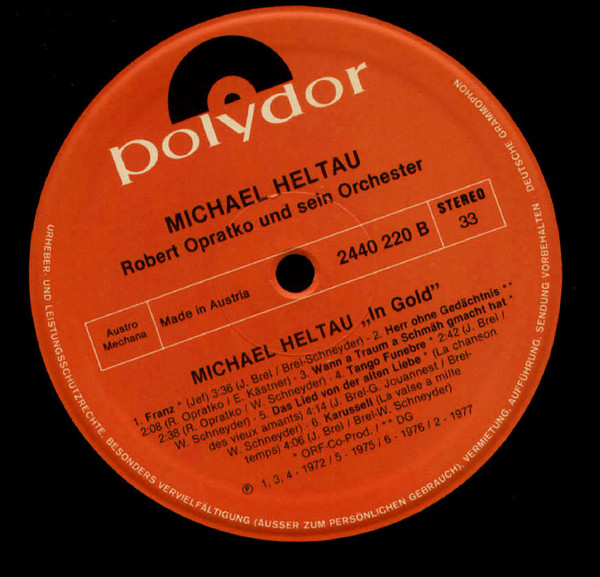 polydor
MICHAEL HELTAU
Robert Opratko und sein Orchester
Austro
Mechana
Made in Austria
2440 220 B
STEREO
33
MICHAEL HELTAU „In Gold”
1. Franz * (Jef) 3:36 (J. Brel / Brel-Schneyder) - 2. Herr ohne Gedächtnis **
2:08 (R. Opratko / E. Kästner) - 3. Wann a Traum a Schmäh gmacht hat *
2:38 (R. Opratko / W. Schneyder) - 4. Tango Funebre * 2:42 (J. Brel /
W. Schneyder) - 5. Das Lied von der alten Liebe * (La chanson
des vieux amants) 4:14 (J. Brel-G. Jouannest / Brel-
W. Schneyder) - 6. Karussell (La valse a mille
temps) 4:06 (J. Brel / Brel-W. Schneyder)
* ORF-Co-Prod. / ** DG
Ⓟ 1, 3, 4 - 1972 / 5 - 1975 / 6 - 1976 / 2 - 1977
URHEBER- UND LEISTUNGSSCHUTZRECHTE, BESONDERS VERVIELFÄLTIGUNG (AUSSER ZUM PERSÖNLICHEN GEBRAUCH), VERMIETUNG, AUFFÜHRUNG, SENDUNG VORBEHALTEN DEUTSCHE GRAMMOPHON